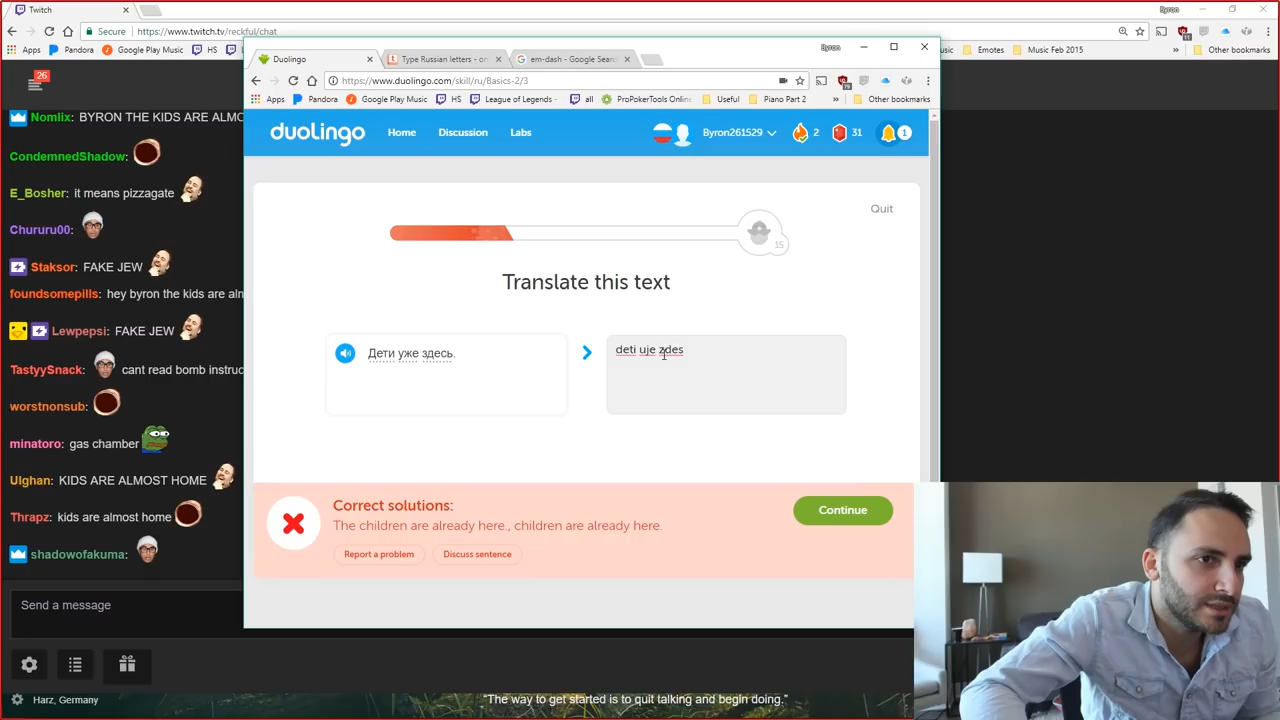 Twitch
Byron
Secure | https://www.twitch.tv/reckful/chat
Apps Pandora Google Play Music HS
Emotes Music Feb 2015 » Other bookmarks
26
Nomlix: BYRON THE KIDS ARE ALMO
CondemnedShadow:
E_Bosher: it means pizzagate
Chururu00:
Staksor: FAKE JEW
foundsomepills: hey byron the kids are alm
Lewpepsi: FAKE JEW
TastyySnack: cant read bomb instruc
worstnonsub:
minatoro: gas chamber
Ulghan: KIDS ARE ALMOST HOME
Thrapz: kids are almost home
shadowofakuma:
Send a message
Harz, Germany
"The way to get started is to quit talking and begin doing."
Byron
Duolingo
Type Russian letters - on
em-dash - Google Search
https://www.duolingo.com/skill/ru/Basics-2/3
Apps Pandora Google Play Music HS League of Legends - all ProPokerTools Online Useful Piano Part 2 » Other bookmarks
duolingo Home Discussion Labs Byron261529 2 31 1
Quit
15
Translate this text
Дети уже здесь.
deti uje zdes
Correct solutions:
The children are already here., children are already here.
Report a problem
Discuss sentence
Continue